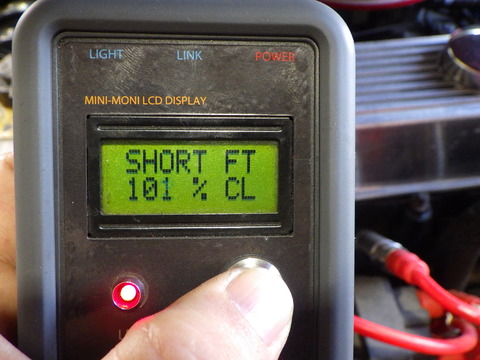 LIGHT LINK POWER
MINI-MONI LCD DISPLAY
SHORT FT
101 % CL